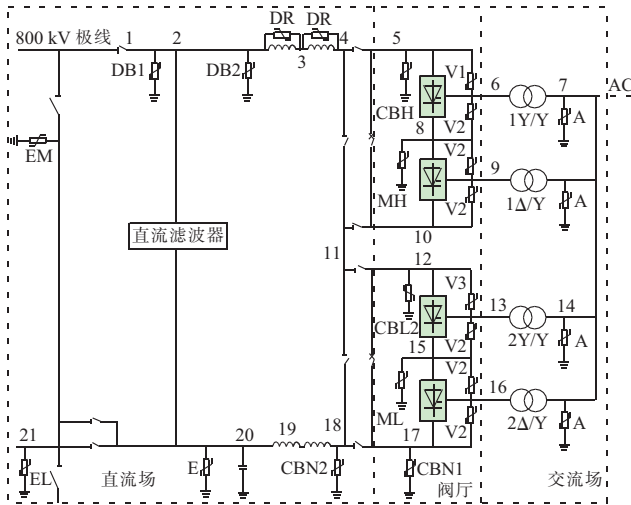 DR DR
800 kV 极线 1 2 3 4 5
DB1 DB2
CBH V1 6 7 AC
1Y/Y A
8 V2
EM
V2 9
MH 1Δ/Y A
V2
10
直流滤波器
11 12
V3 13 14
CBL2 2Y/Y A
15 V2
V2 16
ML 2Δ/Y A
V2
21 20 19 18 17
EL 直流场 E CBN2 CBN1 阀厅 交流场